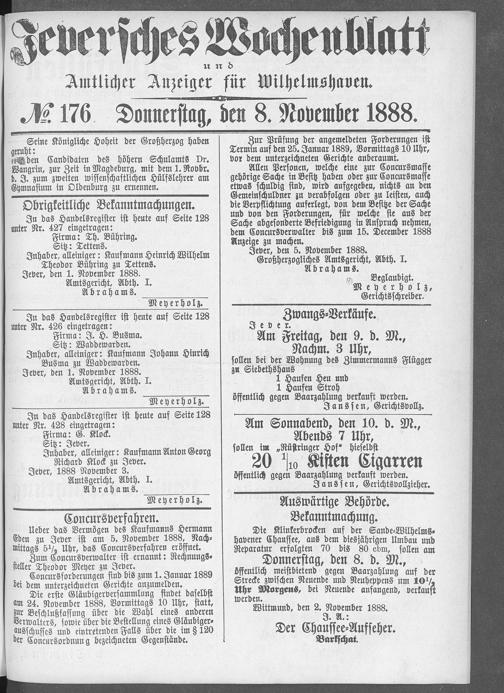 Jeversches Wochenblatt
und
Amtlicher Anzeiger für Wilhelmshaven.
№ 176. Donnerstag, den 8. November 1888.
Seine Königliche Hoheit der Großherzog haben
geruht:
den Candidaten des höhern Schulamts Dr.
Wangrin, zur Zeit in Magdeburg, mit dem 1. Novbr.
d. J. zum zweiten wissenschaftlichen Hülfslehrer am
Gymnasium in Oldenburg zu ernennen.
Obrigkeitliche Bekanntmachungen.
In das Handelsregister ist heute auf Seite 128
unter Nr. 427 eingetragen:
Firma: Th. Bühring.
Sitz: Tettens.
Inhaber, alleiniger: Kaufmann Heinrich Wilhelm
Theodor Bühring zu Tettens.
Jever, den 1. November 1888.
Amtsgericht, Abth. I.
Abrahams.
Meyerholz.
In das Handelsregister ist heute auf Seite 128
unter Nr. 426 eingetragen:
Firma: J. H. Busma.
Sitz: Waddewarden.
Inhaber, alleiniger: Kaufmann Johann Hinrich
Busma zu Waddewarden.
Jever, den 1. November 1888.
Amtsgericht, Abth. I.
Abrahams.
Meyerholz.
In das Handelsregister ist heute auf Seite 128
unter Nr. 428 eingetragen:
Firma: G. Klock.
Sitz: Jever.
Inhaber, alleiniger: Kaufmann Anton Georg
Richard Klock zu Jever.
Jever, 1888 November 3.
Amtsgericht, Abth. I.
Abrahams.
Meyerholz.
Concursverfahren.
Ueber das Vermögen des Kaufmanns Hermann
Eden zu Jever ist am 5. November 1888, Nach-
mittags 5½ Uhr, das Concursverfahren eröffnet.
Zum Concursverwalter ist ernannt: Rechnungs-
steller Theodor Meyer zu Jever.
Concursforderungen sind bis zum 1. Januar 1889
bei dem unterzeichneten Gerichte anzumelden.
Die erste Gläubigerversammlung findet daselbst
am 24. November 1888, Vormittags 10 Uhr, statt,
zur Beschlußfassung über die Wahl eines anderen
Verwalters, sowie über die Bestellung eines Gläubiger-
ausschusses und eintretenden Falls über die im § 120
der Concursordnung bezeichneten Gegenstände.
Zur Prüfung der angemeldeten Forderungen ist
Termin auf den 25. Januar 1889, Vormittags 10 Uhr,
vor dem unterzeichneten Gerichte anberaumt.
Allen Personen, welche eine zur Concursmasse
gehörige Sache in Besitz haben oder zur Concursmasse
etwas schuldig sind, wird aufgegeben, nichts an den
Gemeinschuldner zu verabfolgen oder zu leisten, auch
die Verpflichtung auferlegt, von dem Besitze der Sache
und von den Forderungen, für welche sie aus der
Sache abgesonderte Befriedigung in Anspruch nehmen,
dem Concursverwalter bis zum 15. December 1888
Anzeige zu machen.
Jever, den 5. November 1888.
Großherzogliches Amtsgericht, Abth. I.
Abrahams.
Beglaubigt.
Meyerholz,
Gerichtsschreiber.
Zwangs-Verkäufe.
Jever.
Am Freitag, den 9. d. M.,
Nachm. 3 Uhr,
sollen bei der Wohnung des Zimmermanns Flügger
zu Siebethshaus
1 Haufen Heu und
1 Haufen Stroh
öffentlich gegen Baarzahlung verkauft werden.
Janssen, Gerichtsvollz.
Am Sonnabend, den 10. d. M.,
Abends 7 Uhr,
sollen im „Rüstringer Hof“ hieselbst
20 1/10 Kisten Cigarren
öffentlich gegen Baarzahlung verkauft werden.
Janssen, Gerichtsvollzieher.
Auswärtige Behörde.
Bekanntmachung.
Die Klinkerbrocken auf der Sande-Wilhelms-
havener Chaussee, aus dem diesjährigen Umbau und
Reparatur erfolgten 70 bis 80 cbm, sollen am
Donnerstag, den 8. d. M.,
öffentlich meistbietend gegen Baarzahlung auf der
Strecke zwischen Neuende und Neuheppens um 10½
Uhr Morgens, bei Neuende anfangend, verkauft
werden.
Wittmund, den 2. November 1888.
J. A.:
Der Chaussee-Aufseher.
Barkschat.